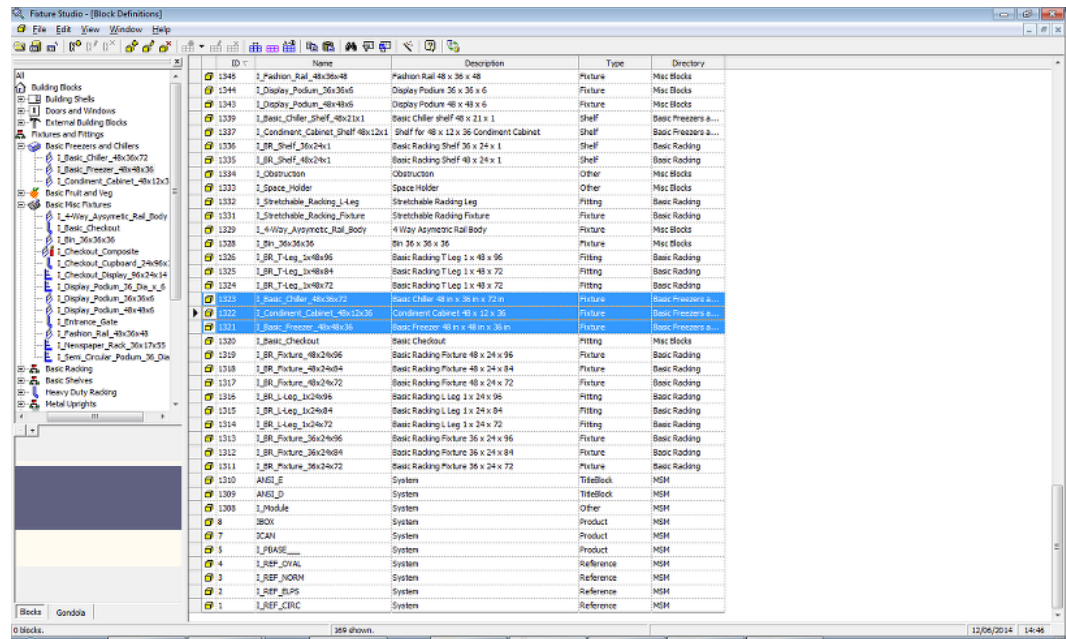 Fixture Studio - [Block Definitions]
File Edit View Window Help
All
Building Blocks
Building Shells
Doors and Windows
External Building Blocks
Fixtures and Fittings
Basic Freezers and Chillers
I_Basic_Chiller_48x36x72
I_Basic_Freezer_48x48x36
I_Condiment_Cabinet_48x12x3
Basic Fruit and Veg
Basic Misc Fixtures
I_4-Way_Aysymetic_Rail_Body
I_Basic_Checkout
I_Bin_36x36x36
I_Checkout_Composite
I_Checkout_Cupboard_24x96x
I_Checkout_Display_96x24x14
I_Display_Podium_36_Dia_x_6
I_Display_Podium_36x36x6
I_Display_Podium_48x48x6
I_Entrance_Gate
I_Fashion_Rail_48x36x48
I_Newspaper_Rack_36x17x55
I_Semi_Circular_Podium_36_Dia
Basic Racking
Basic Shelves
Heavy Duty Racking
Metal Uprights
Blocks Gondola
ID Name Description Type Directory
1346 I_Fashion_Rail_48x36x48 Fashion Rail 48 x 36 x 48 Fixture Misc Blocks
1344 I_Display_Podium_36x36x6 Display Podium 36 x 36 x 6 Fixture Misc Blocks
1343 I_Display_Podium_48x48x6 Display Podium 48 x 48 x 6 Fixture Misc Blocks
1339 I_Basic_Chiller_Shelf_48x21x1 Basic Chiller shelf 48 x 21 x 1 Shelf Basic Freezers a...
1337 I_Condiment_Cabinet_Shelf 48x12x1 Shelf for 48 x 12 x 36 Condiment Cabinet Shelf Basic Freezers a...
1336 I_BR_Shelf_36x24x1 Basic Racking Shelf 36 x 24 x 1 Shelf Basic Racking
1335 I_BR_Shelf_48x24x1 Basic Racking Shelf 48 x 24 x 1 Shelf Basic Racking
1334 I_Obstruction Obstruction Other Misc Blocks
1333 I_Space_Holder Space Holder Other Misc Blocks
1332 I_Stretchable_Racking_L-Leg Stretchable Racking Leg Fitting Basic Racking
1331 I_Stretchable_Racking_Fixture Stretchable Racking Fixture Fixture Basic Racking
1329 I_4-Way_Aysymetic_Rail_Body 4 Way Asymetric Rail Body Fixture Misc Blocks
1328 I_Bin_36x36x36 Bin 36 x 36 x 36 Fixture Misc Blocks
1326 I_BR_T-Leg_1x48x96 Basic Racking T Leg 1 x 48 x 96 Fitting Basic Racking
1325 I_BR_T-Leg_1x48x84 Basic Racking T Leg 1 x 48 x 72 Fitting Basic Racking
1324 I_BR_T-Leg_1x48x72 Basic Racking T Leg 1 x 48 x 72 Fitting Basic Racking
1323 I_Basic_Chiller_48x36x72 Basic Chiller 48 in x 36 in x 72 in Fixture Basic Freezers a...
1322 I_Condiment_Cabinet_48x12x36 Condiment Cabinet 48 x 12 x 36 Fixture Basic Freezers a...
1321 I_Basic_Freezer_48x48x36 Basic Freezer 48 in x 48 in x 36 in Fixture Basic Freezers a...
1320 I_Basic_Checkout Basic Checkout Fitting Misc Blocks
1319 I_BR_Fixture_48x24x96 Basic Racking Fixture 48 x 24 x 96 Fixture Basic Racking
1318 I_BR_Fixture_48x24x84 Basic Racking Fixture 48 x 24 x 84 Fixture Basic Racking
1317 I_BR_Fixture_48x24x72 Basic Racking Fixture 48 x 24 x 72 Fixture Basic Racking
1316 I_BR_L-Leg_1x24x96 Basic Racking L Leg 1 x 24 x 96 Fitting Basic Racking
1315 I_BR_L-Leg_1x24x84 Basic Racking L Leg 1 x 24 x 84 Fitting Basic Racking
1314 I_BR_L-Leg_1x24x72 Basic Racking L Leg 1 x 24 x 72 Fitting Basic Racking
1313 I_BR_Fixture_36x24x96 Basic Racking Fixture 36 x 24 x 96 Fixture Basic Racking
1312 I_BR_Fixture_36x24x84 Basic Racking Fixture 36 x 24 x 84 Fixture Basic Racking
1311 I_BR_Fixture_36x24x72 Basic Racking Fixture 36 x 24 x 72 Fixture Basic Racking
1310 ANSI_E System TitleBlock MSM
1309 ANSI_D System TitleBlock MSM
1308 I_Module System Other MSM
8 IBOX System Product MSM
7 ICAN System Product MSM
5 I_PBASE___ System Product MSM
4 I_REF_OVAL System Reference MSM
3 I_REF_NORM System Reference MSM
2 I_REF_ELPS System Reference MSM
1 I_REF_CIRC System Reference MSM
0 blocks. 369 shown. 12/06/2014 14:46